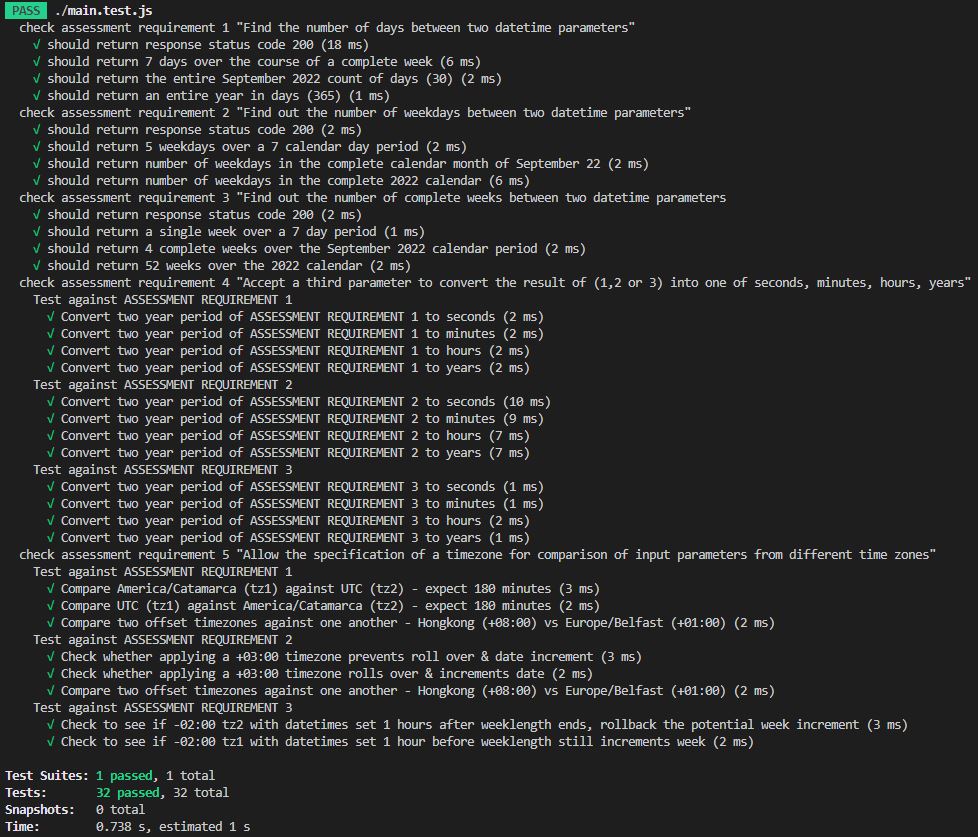 PASS ./main.test.js
check assessment requirement 1 "Find the number of days between two datetime parameters"
√ should return response status code 200 (18 ms)
√ should return 7 days over the course of a complete week (6 ms)
√ should return the entire September 2022 count of days (30) (2 ms)
√ should return an entire year in days (365) (1 ms)
check assessment requirement 2 "Find out the number of weekdays between two datetime parameters"
√ should return response status code 200 (2 ms)
√ should return 5 weekdays over a 7 calendar day period (2 ms)
√ should return number of weekdays in the complete calendar month of September 22 (2 ms)
√ should return number of weekdays in the complete 2022 calendar (6 ms)
check assessment requirement 3 "Find out the number of complete weeks between two datetime parameters
√ should return response status code 200 (2 ms)
√ should return a single week over a 7 day period (1 ms)
√ should return 4 complete weeks over the September 2022 calendar period (2 ms)
√ should return 52 weeks over the 2022 calendar (2 ms)
check assessment requirement 4 "Accept a third parameter to convert the result of (1,2 or 3) into one of seconds, minutes, hours, years"
Test against ASSESSMENT REQUIREMENT 1
√ Convert two year period of ASSESSMENT REQUIREMENT 1 to seconds (2 ms)
√ Convert two year period of ASSESSMENT REQUIREMENT 1 to minutes (2 ms)
√ Convert two year period of ASSESSMENT REQUIREMENT 1 to hours (2 ms)
√ Convert two year period of ASSESSMENT REQUIREMENT 1 to years (2 ms)
Test against ASSESSMENT REQUIREMENT 2
√ Convert two year period of ASSESSMENT REQUIREMENT 2 to seconds (10 ms)
√ Convert two year period of ASSESSMENT REQUIREMENT 2 to minutes (9 ms)
√ Convert two year period of ASSESSMENT REQUIREMENT 2 to hours (7 ms)
√ Convert two year period of ASSESSMENT REQUIREMENT 2 to years (7 ms)
Test against ASSESSMENT REQUIREMENT 3
√ Convert two year period of ASSESSMENT REQUIREMENT 3 to seconds (1 ms)
√ Convert two year period of ASSESSMENT REQUIREMENT 3 to minutes (1 ms)
√ Convert two year period of ASSESSMENT REQUIREMENT 3 to hours (2 ms)
√ Convert two year period of ASSESSMENT REQUIREMENT 3 to years (1 ms)
check assessment requirement 5 "Allow the specification of a timezone for comparison of input parameters from different time zones"
Test against ASSESSMENT REQUIREMENT 1
√ Compare America/Catamarca (tz1) against UTC (tz2) - expect 180 minutes (3 ms)
√ Compare UTC (tz1) against America/Catamarca (tz2) - expect 180 minutes (2 ms)
√ Compare two offset timezones against one another - Hongkong (+08:00) vs Europe/Belfast (+01:00) (2 ms)
Test against ASSESSMENT REQUIREMENT 2
√ Check whether applying a +03:00 timezone prevents roll over & date increment (3 ms)
√ Check whether applying a +03:00 timezone rolls over & increments date (2 ms)
√ Compare two offset timezones against one another - Hongkong (+08:00) vs Europe/Belfast (+01:00) (2 ms)
Test against ASSESSMENT REQUIREMENT 3
√ Check to see if -02:00 tz2 with datetimes set 1 hours after weeklength ends, rollback the potential week increment (3 ms)
√ Check to see if -02:00 tz1 with datetimes set 1 hour before weeklength still increments week (2 ms)
Test Suites: 1 passed, 1 total
Tests: 32 passed, 32 total
Snapshots: 0 total
Time: 0.738 s, estimated 1 s